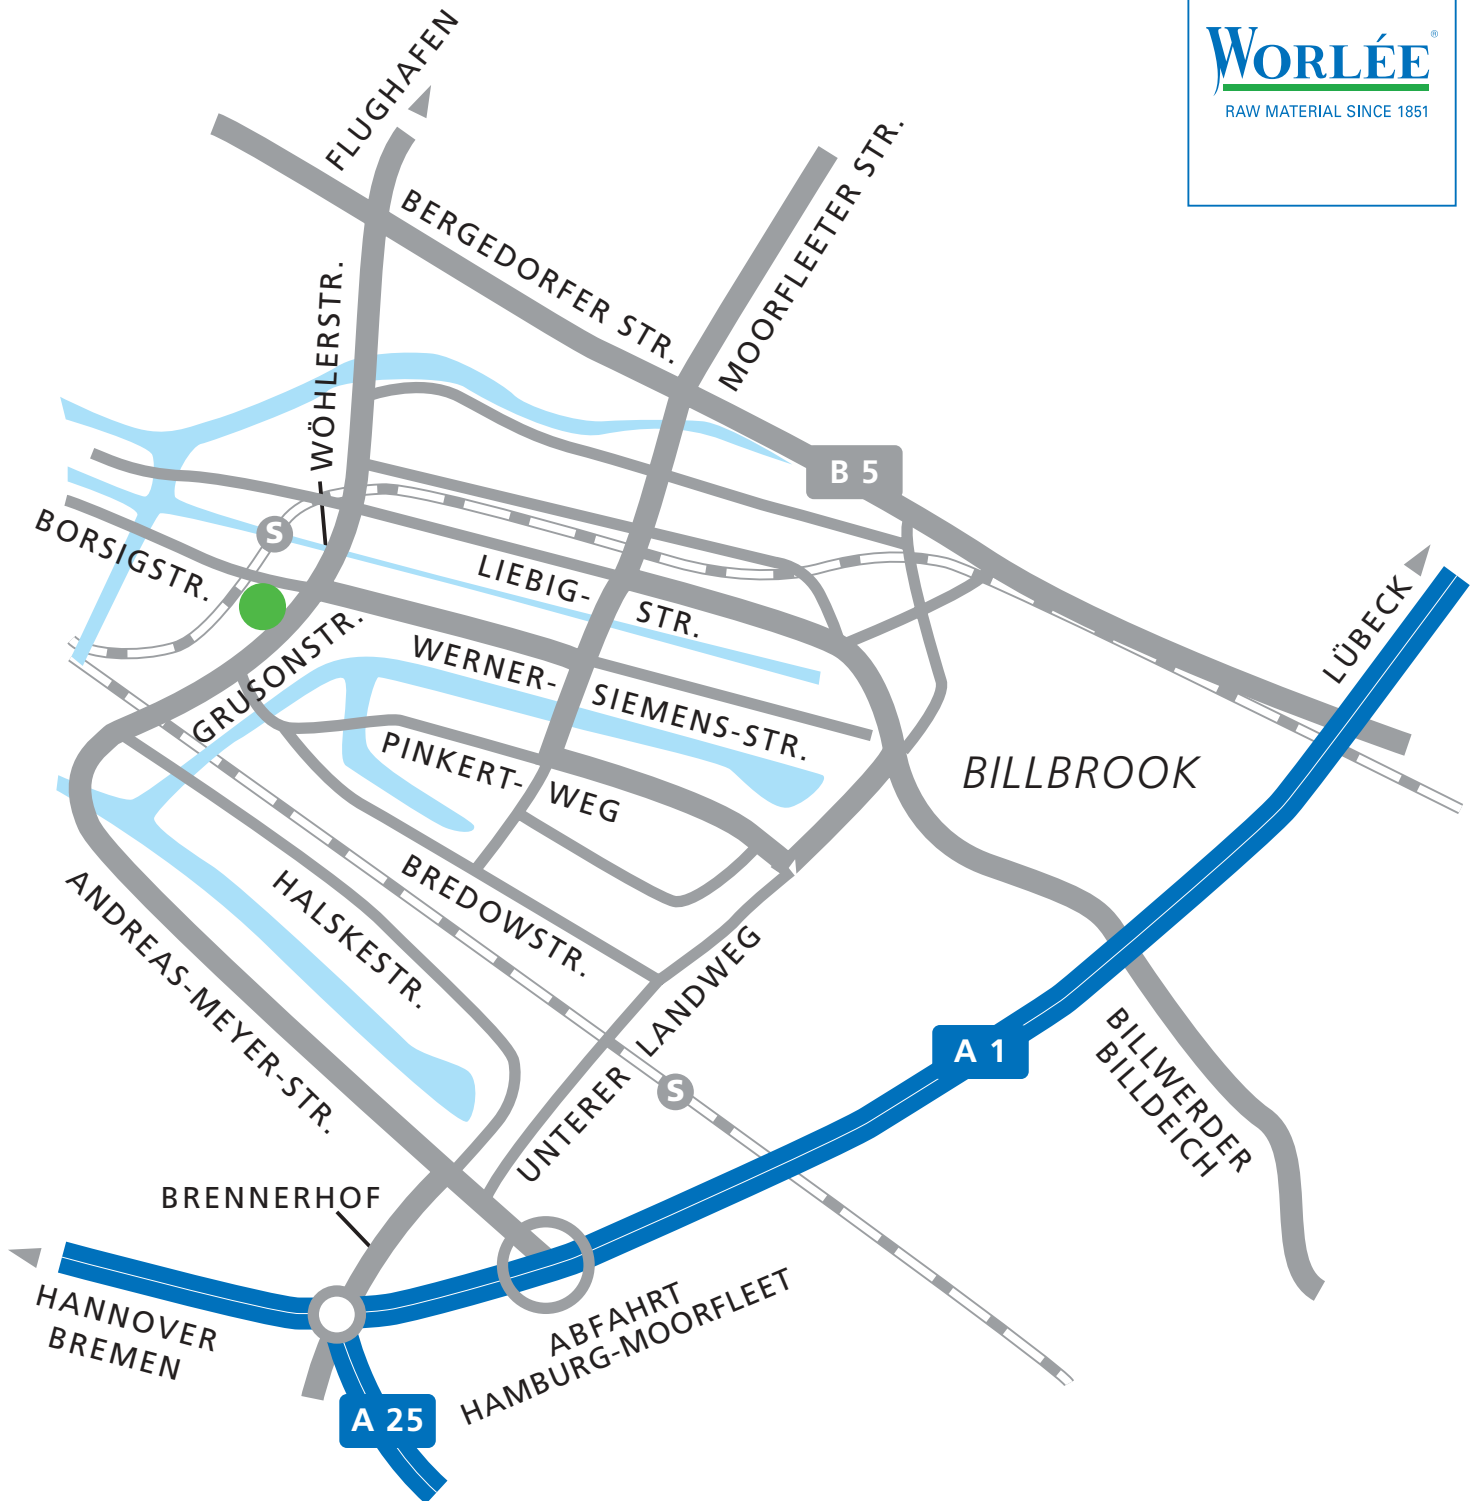 WORLÉE®
RAW MATERIAL SINCE 1851
FLUGHAFEN
BERGEDORFER STR.
MOORFLEETER STR.
WÖHLERSTR.
B 5
S
BORSIGSTR.
LIEBIG-
STR.
LÜBECK
GRUSONSTR.
WERNER-
SIEMENS-STR.
PINKERT-
WEG
BILLBROOK
BREDOWSTR.
HALSKESTR.
ANDREAS-MEYER-STR.
UNTERER LANDWEG
A 1
S
BILLWERDER
BILLDEICH
BRENNERHOF
HANNOVER
BREMEN
ABFAHRT
HAMBURG-MOORFLEET
A 25